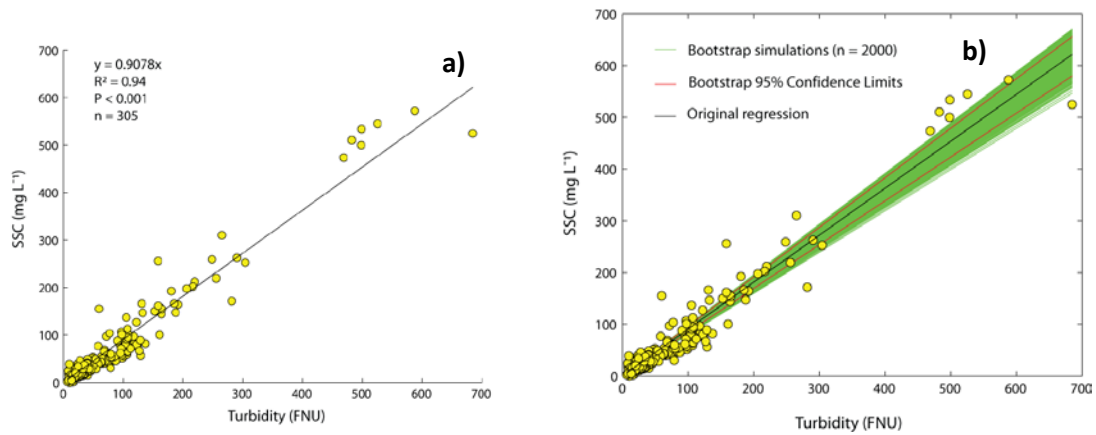 a)
y = 0.9078x
R² = 0.94
P < 0.001
n = 305
700
600
500
400
300
200
100
0
SSC (mg L⁻¹)
0 100 200 300 400 500 600 700
Turbidity (FNU)
b)
Bootstrap simulations (n = 2000)
Bootstrap 95% Confidence Limits
Original regression
700
600
500
400
300
200
100
0
SSC (mg L⁻¹)
0 100 200 300 400 500 600 700
Turbidity (FNU)